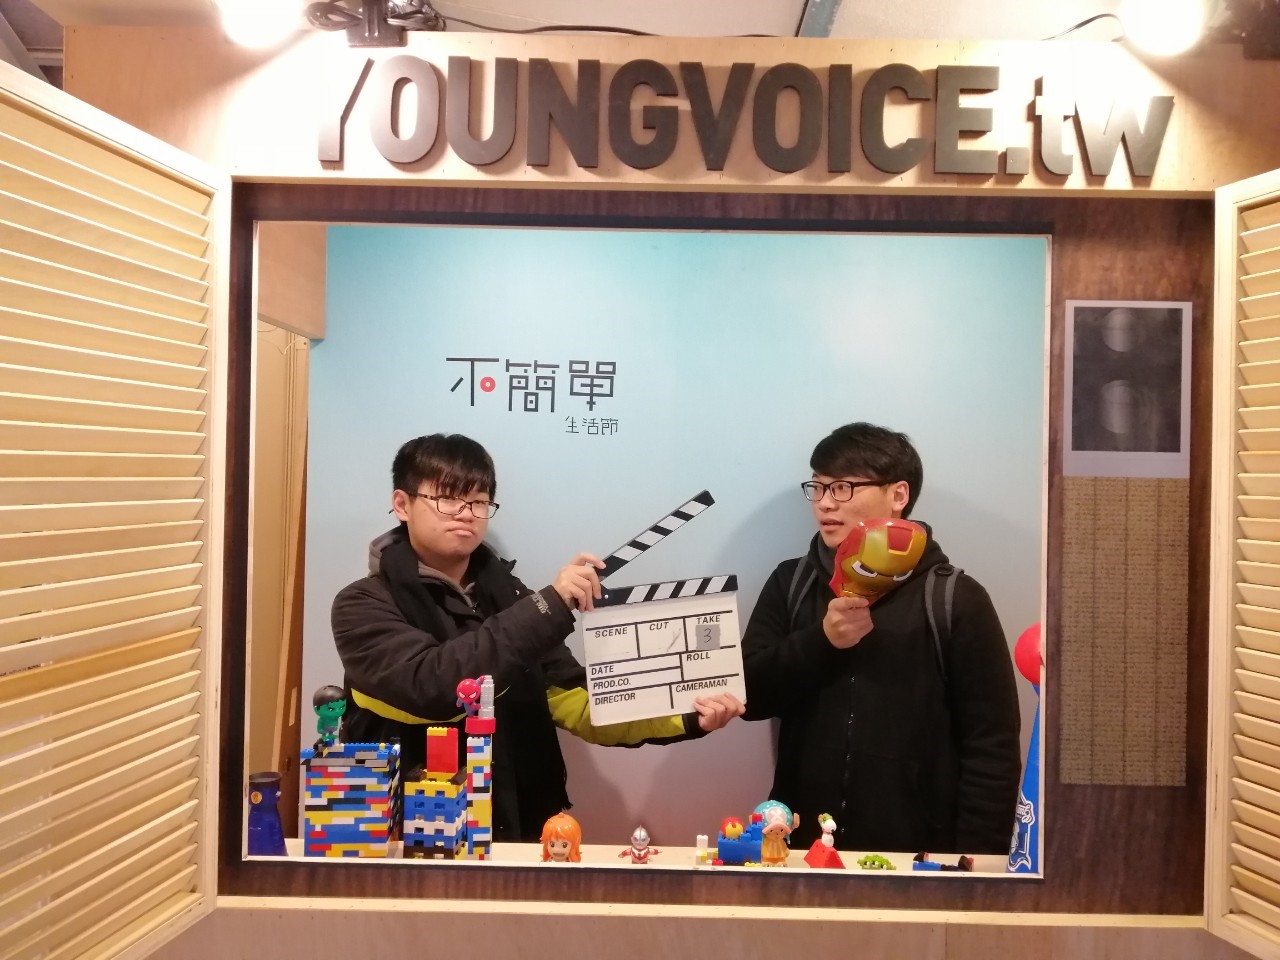 YOUNGVOICE.tw
不簡單
生活節
SCENE
CUT
TAKE
3
DATE
ROLL
PROD.CO.
DIRECTOR
CAMERAMAN